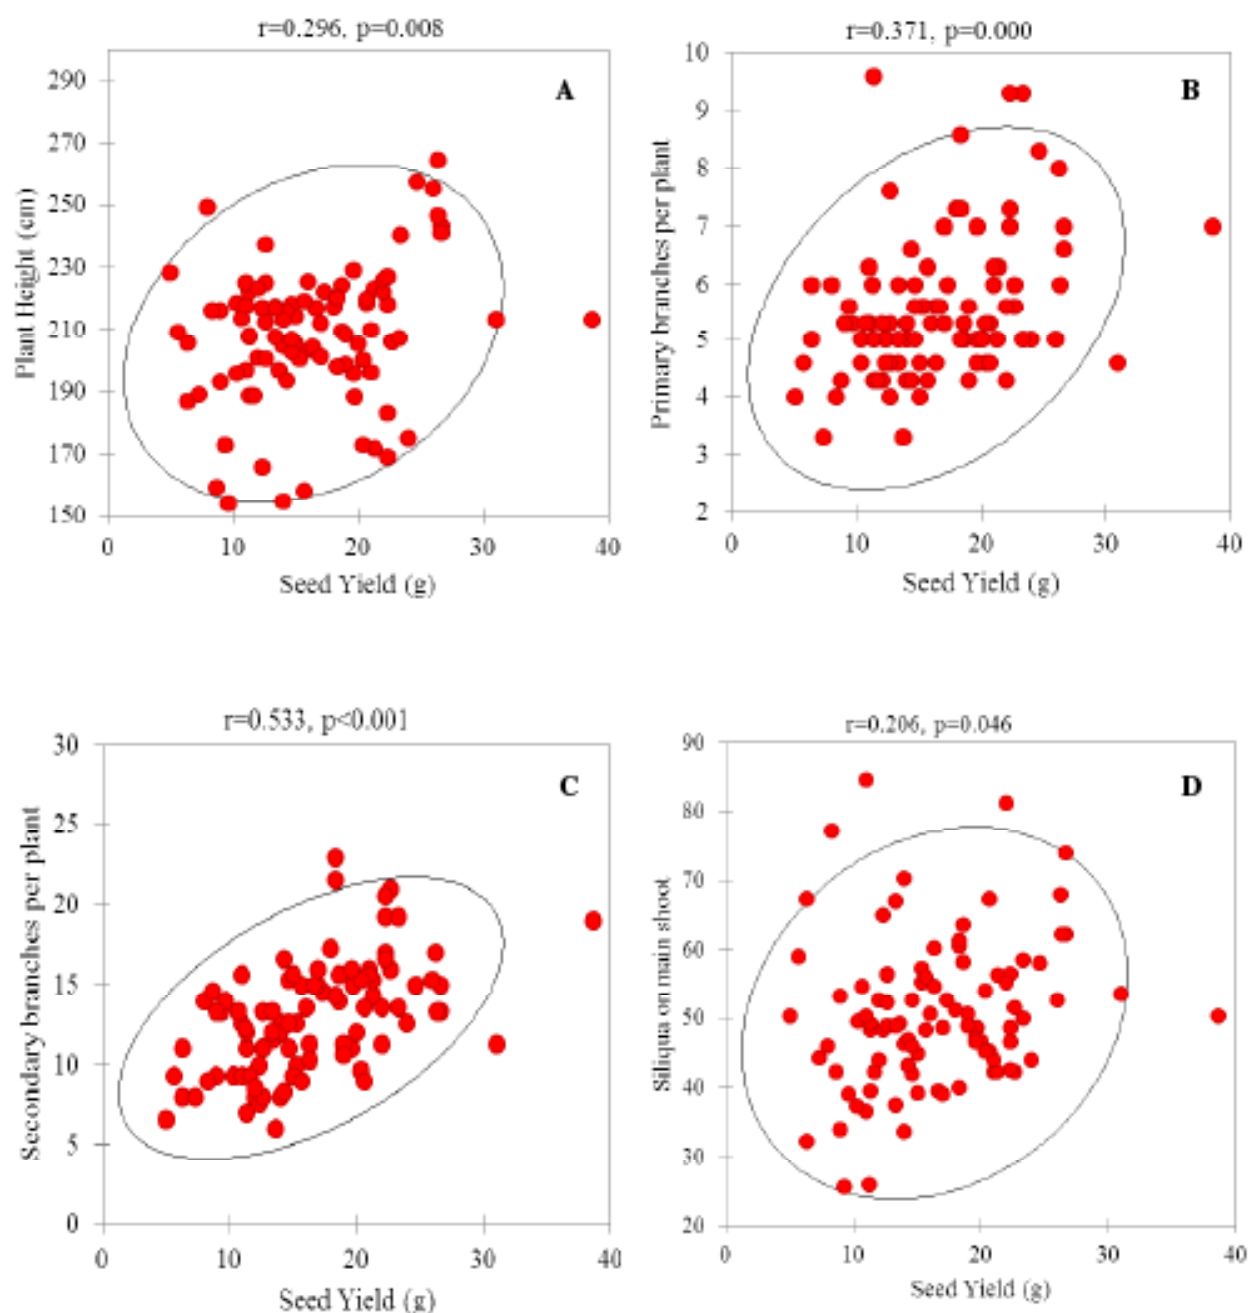 r=0.296, p=0.008
A
Plant Height (cm)
290
270
250
230
210
190
170
150
0 10 20 30 40
Seed Yield (g)
r=0.371, p=0.000
B
Primary branches per plant
10
9
8
7
6
5
4
3
2
0 10 20 30 40
Seed Yield (g)
r=0.533, p<0.001
C
Secondary branches per plant
30
25
20
15
10
5
0
0 10 20 30 40
Seed Yield (g)
r=0.206, p=0.046
D
Siliqua on main shoot
90
80
70
60
50
40
30
20
0 10 20 30 40
Seed Yield (g)